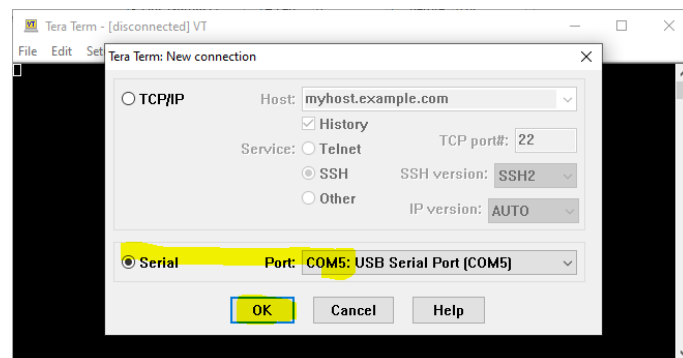 VT Tera Term - [disconnected] VT
File Edit Set
Tera Term: New connection
TCP/IP Host: myhost.example.com
History
Service: Telnet TCP port#: 22
SSH SSH version: SSH2
Other IP version: AUTO
Serial Port: COM5: USB Serial Port (COM5)
OK Cancel Help